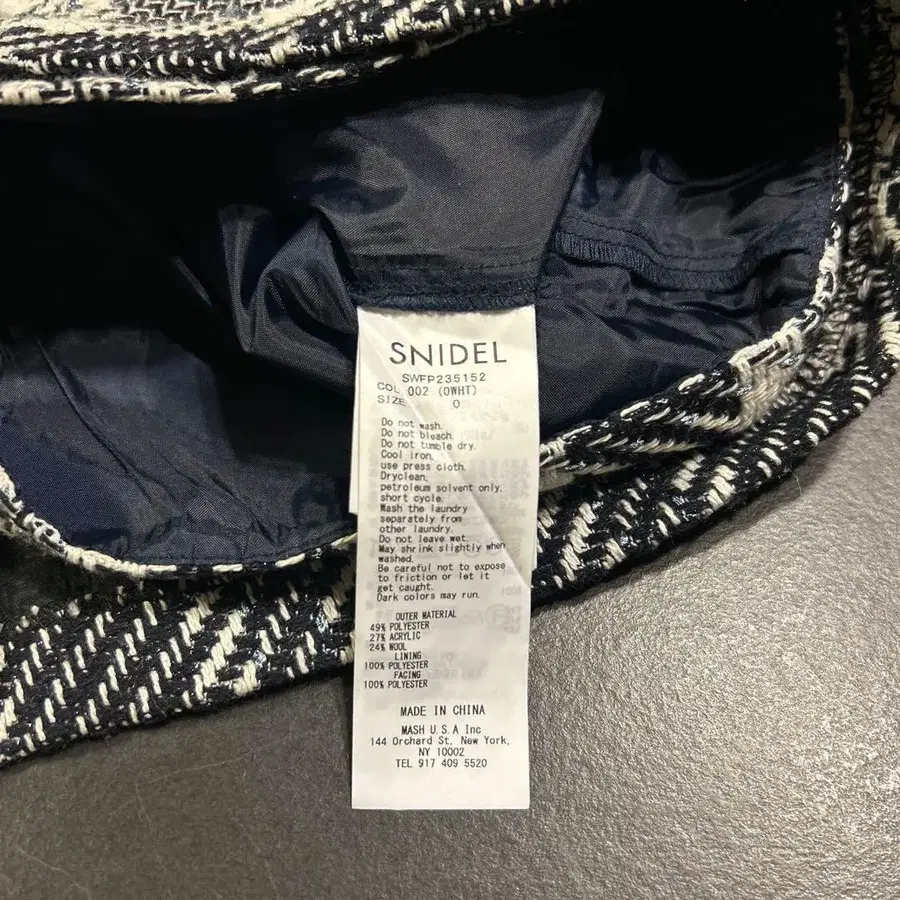 SNIDEL
SWFP235152
COL 002 (OWHT)
SIZE 0
Do not wash.
Do not bleach.
Do not tumble dry.
Cool iron.
use press cloth.
Dryclean,
petroleum solvent only.
short cycle.
Wash the laundry
separately from
other laundry.
Do not leave wet.
May shrink slightly when
washed.
Be careful not to expose
to friction or let it
get caught.
Dark colors may run.
OUTER MATERIAL
49% POLYESTER
27% ACRYLIC
24% WOOL
LINING
100% POLYESTER
FACING
100% POLYESTER
MADE IN CHINA
MASH U.S.A Inc
144 Orchard St, New York,
NY 10002
TEL 917 409 5520